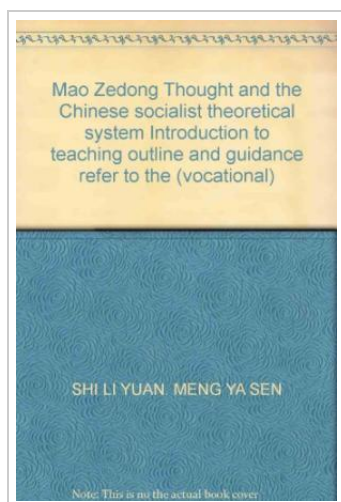 Mao Zedong Thought and the
Chinese socialist theoretical
system Introduction to
teaching outline and guidance
refer to the (vocational)
SHI LI YUAN. MENG YA SEN
Note: This is no the actual book cover